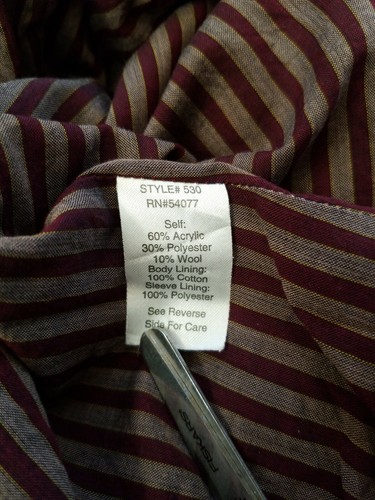 STYLE# 530
RN#54077
Self:
60% Acrylic
30% Polyester
10% Wool
Body Lining:
100% Cotton
Sleeve Lining:
100% Polyester
See Reverse
Side For Care
FISKARS